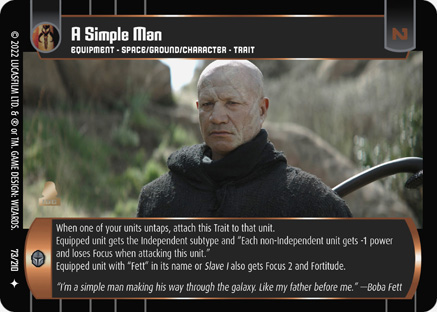 A Simple Man
EQUIPMENT - SPACE/GROUND/CHARACTER - TRAIT
N
© 2022 LUCASFILM LTD. & ® or TM. GAME DESIGN: WIZARDS.
73/210
When one of your units untaps, attach this Trait to that unit.
Equipped unit gets the Independent subtype and “Each non-Independent unit gets -1 power
and loses Focus when attacking this unit.”
Equipped unit with “Fett” in its name or Slave I also gets Focus 2 and Fortitude.
“I’m a simple man making his way through the galaxy. Like my father before me.” —Boba Fett